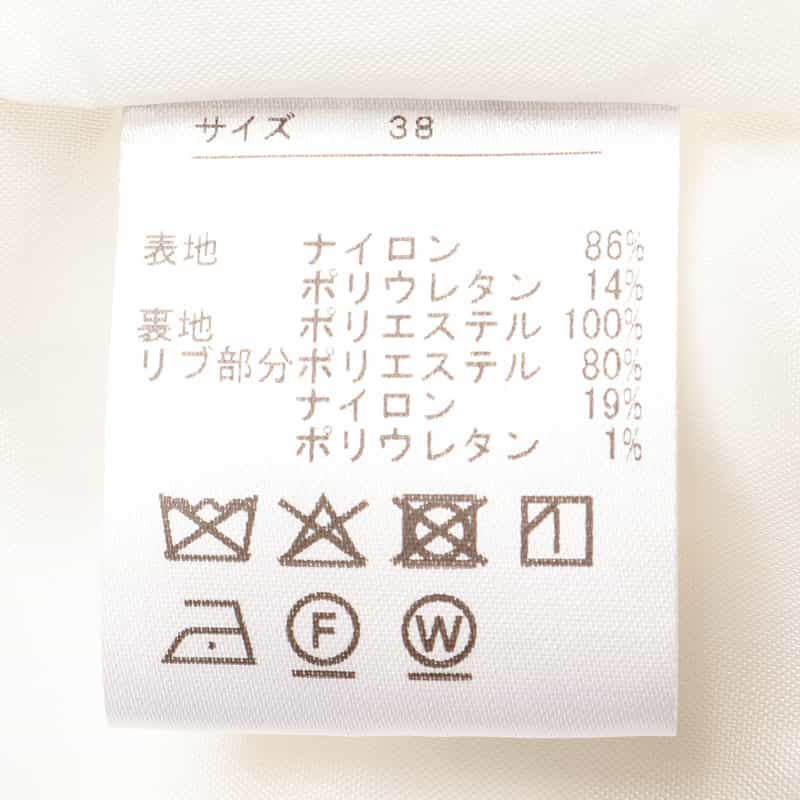 サイズ 38
表地 ナイロン 86%
ポリウレタン 14%
裏地 ポリエステル 100%
リブ部分 ポリエステル 80%
ナイロン 19%
ポリウレタン 1%
F W